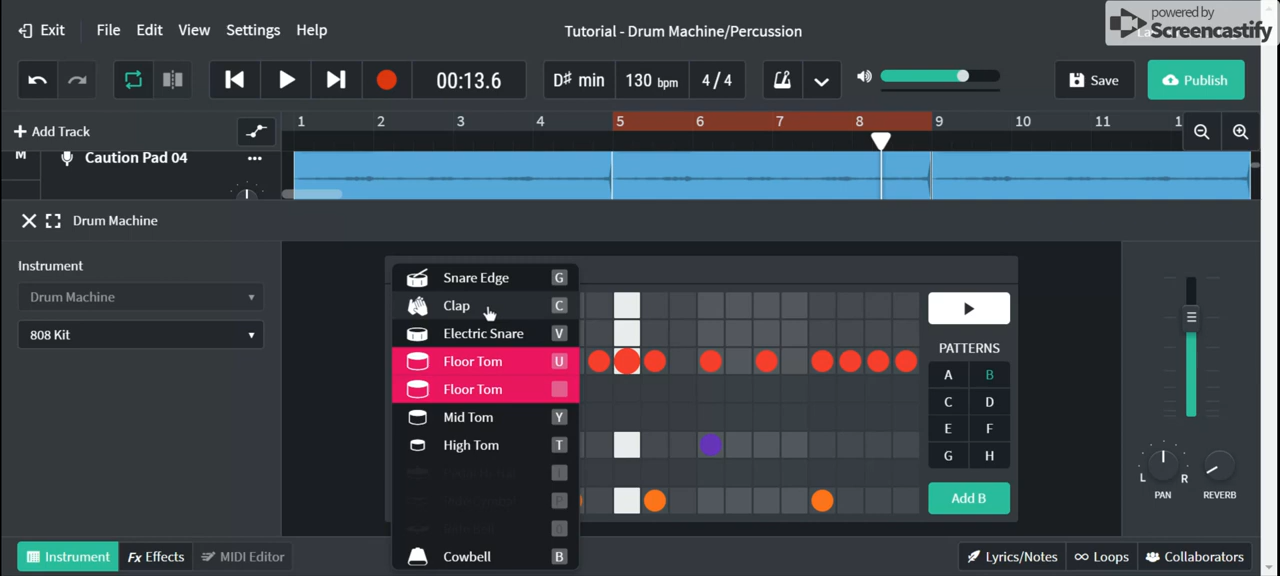 Exit File Edit View Settings Help Tutorial - Drum Machine/Percussion
powered by
Screencastify
00:13.6 D♯ min 130 bpm 4 / 4 Save Publish
+ Add Track 1 2 3 4 5 6 7 8 9 10 11
M Caution Pad 04 •••
Drum Machine
Instrument
Drum Machine
808 Kit
Snare Edge G
Clap C
Electric Snare V
Floor Tom U
Floor Tom
Mid Tom Y
High Tom T
Cowbell B
PATTERNS
A B
C D
E F
G H
Add B
L R
PAN REVERB
Instrument Fx Effects MIDI Editor Lyrics/Notes Loops Collaborators